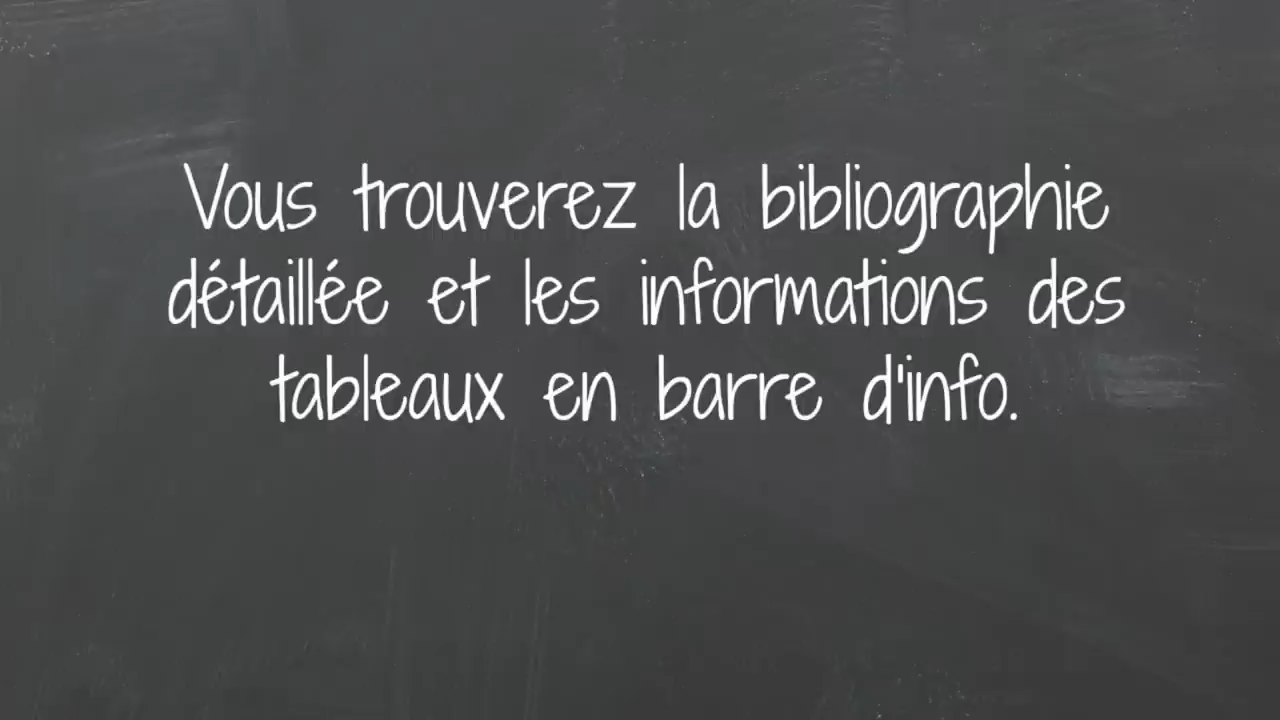 Vous trouverez la bibliographie
détaillée et les informations des
tableaux en barre d'info.